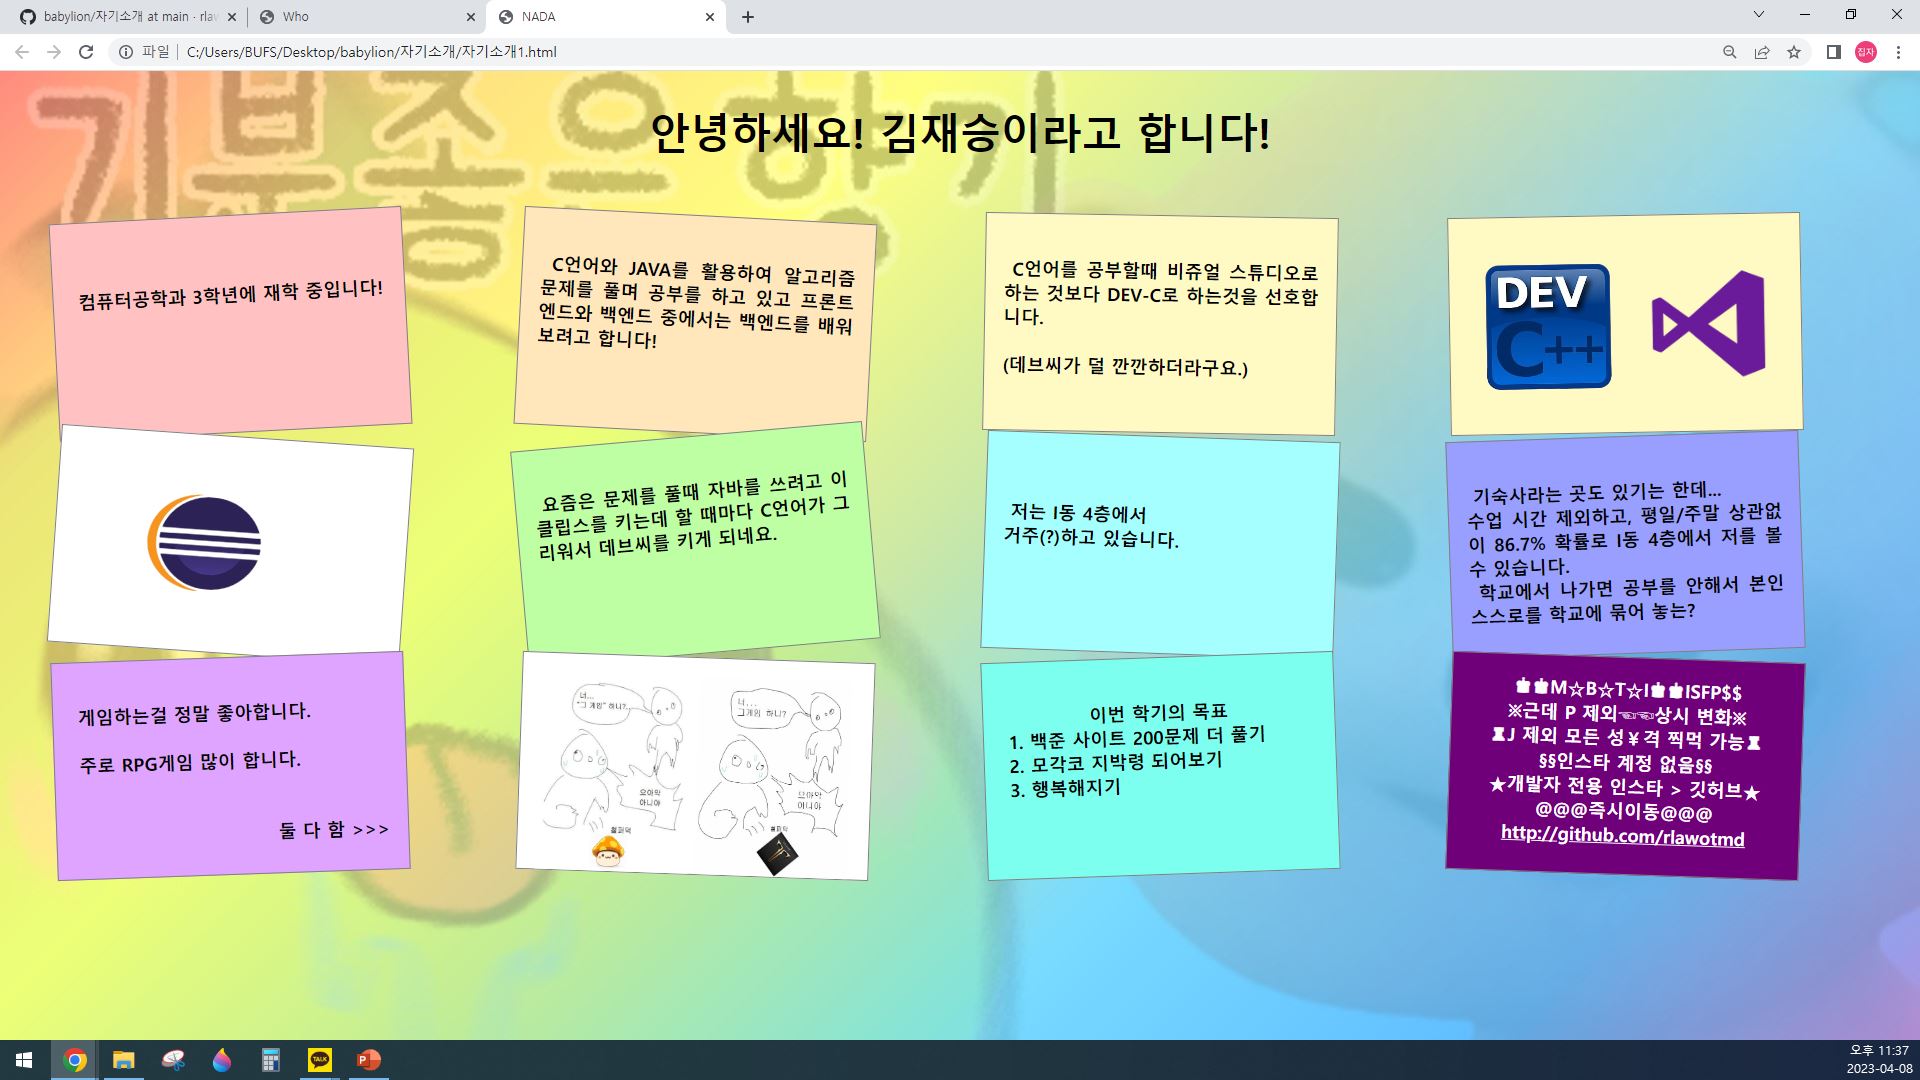 babylion/자기소개 at main · rlaw
Who
NADA
파일
C:/Users/BUFS/Desktop/babylion/자기소개/자기소개1.html
집자
기분좋은향기
안녕하세요! 김재승이라고 합니다!
컴퓨터공학과 3학년에 재학 중입니다!
C언어와 JAVA를 활용하여 알고리즘
문제를 풀며 공부를 하고 있고 프론트
엔드와 백엔드 중에서는 백엔드를 배워
보려고 합니다!
C언어를 공부할때 비쥬얼 스튜디오로
하는 것보다 DEV-C로 하는것을 선호합
니다.
(데브씨가 덜 깐깐하더라구요.)
DEV
C++
요즘은 문제를 풀때 자바를 쓰려고 이
클립스를 키는데 할 때마다 C언어가 그
리워서 데브씨를 키게 되네요.
저는 I동 4층에서
거주(?)하고 있습니다.
기숙사라는 곳도 있기는 한데...
수업 시간 제외하고, 평일/주말 상관없
이 86.7% 확률로 I동 4층에서 저를 볼
수 있습니다.
학교에서 나가면 공부를 안해서 본인
스스로를 학교에 묶어 놓는?
게임하는걸 정말 좋아합니다.
주로 RPG게임 많이 합니다.
둘 다 함 >>>
너...
"그 게임" 하니?..
으아악
아니야
철퍼덕
너...
그게임 하니?
으아악
아니야
철퍼덕
이번 학기의 목표
1. 백준 사이트 200문제 더 풀기
2. 모각코 지박령 되어보기
3. 행복해지기
♚♚M☆B☆T☆I♚♚ISFP$$
※근데 P 제외☜☜상시 변화※
♜J 제외 모든 성￥격 찍먹 가능♜
§§인스타 계정 없음§§
★개발자 전용 인스타 > 깃허브★
@@@즉시이동@@@
http://github.com/rlawotmd
TALK
P
오후 11:37
2023-04-08